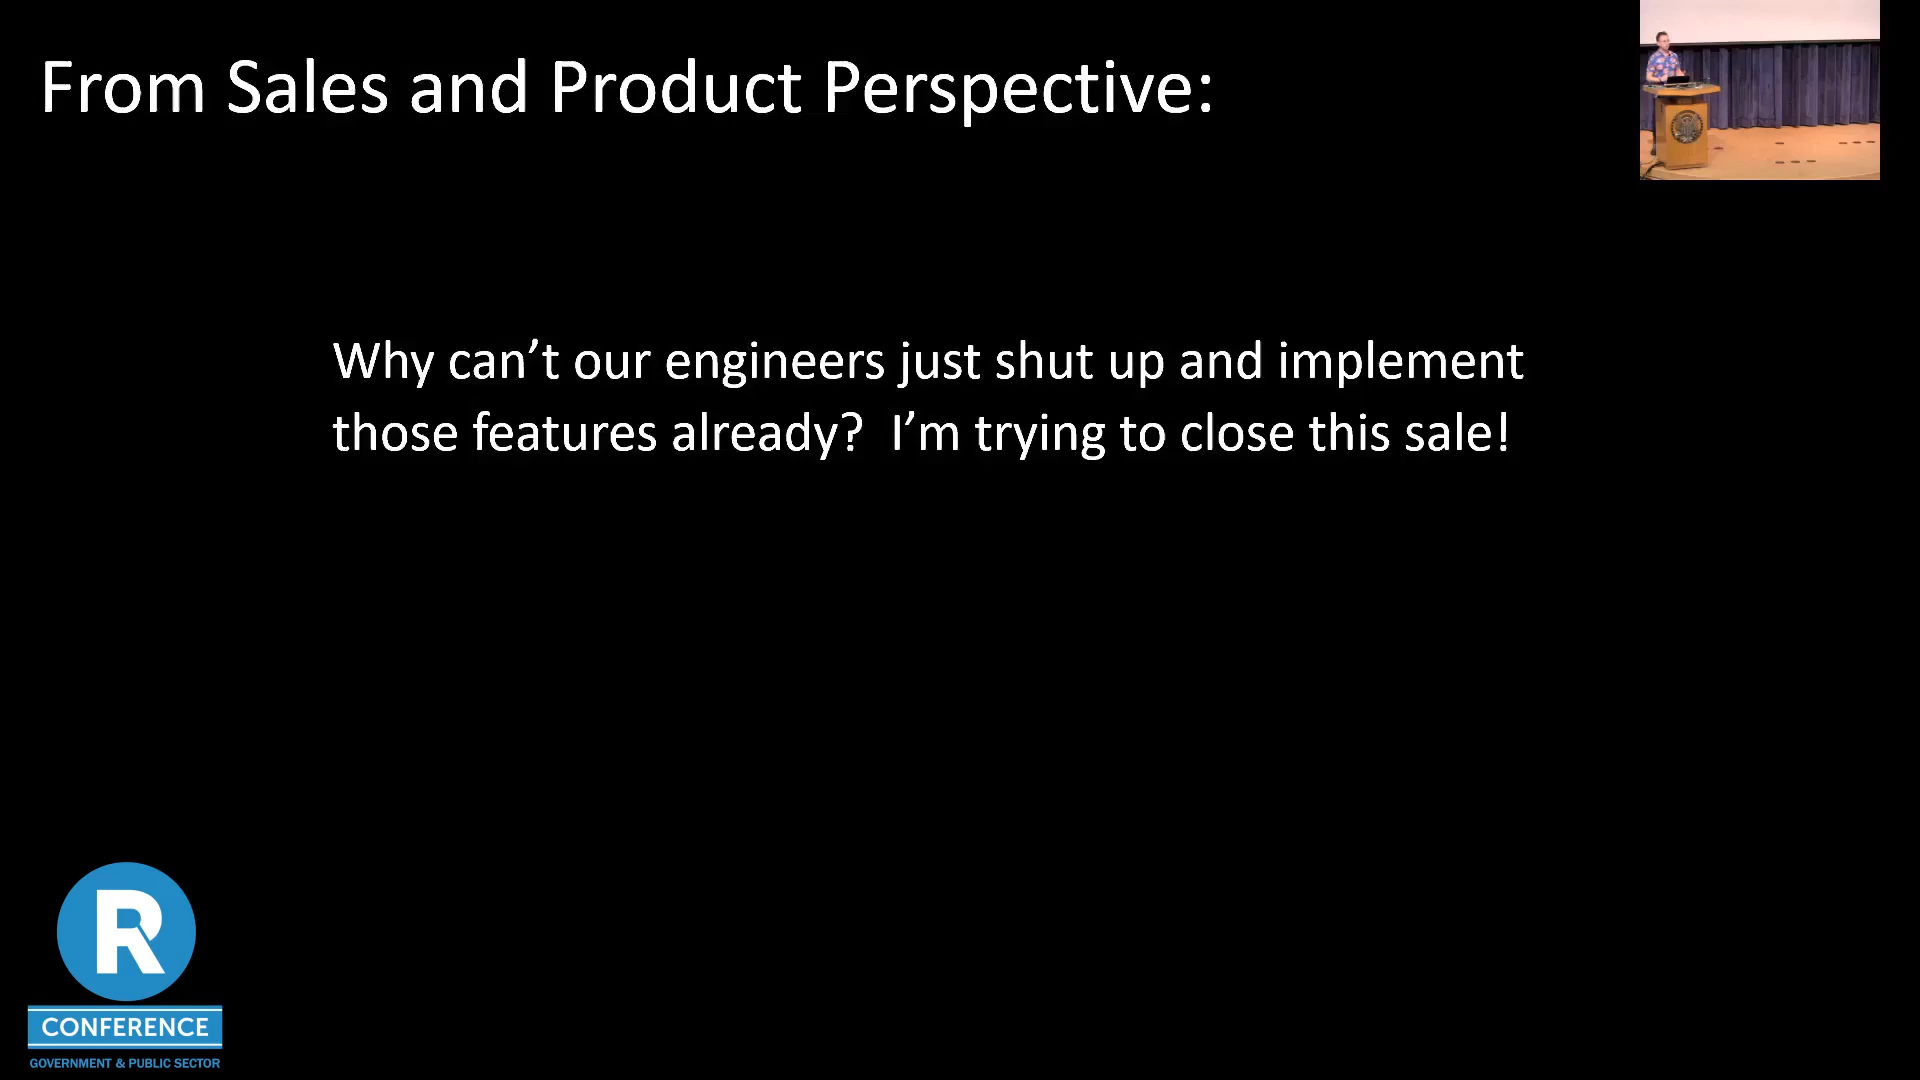 From Sales and Product Perspective:
Why can’t our engineers just shut up and implement
those features already?  I’m trying to close this sale!
R
CONFERENCE
GOVERNMENT & PUBLIC SECTOR